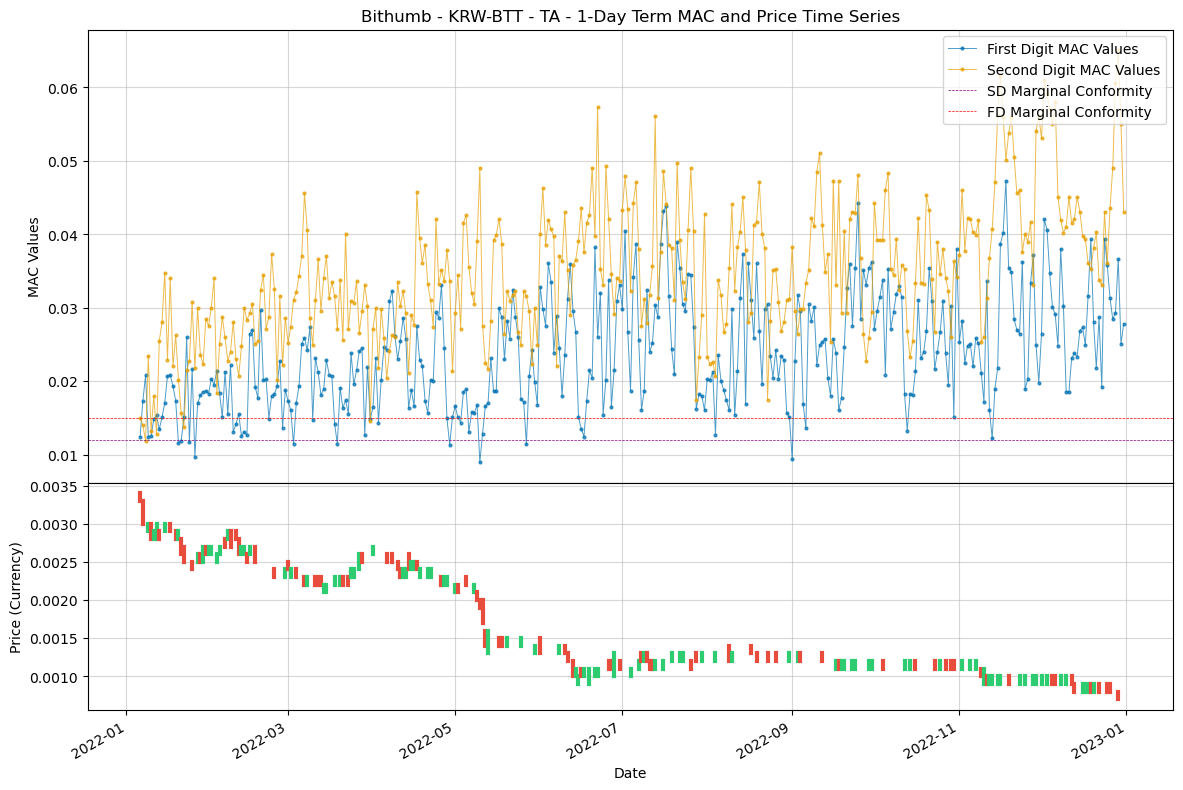 Bithumb - KRW-BTT - TA - 1-Day Term MAC and Price Time Series
First Digit MAC Values
Second Digit MAC Values
SD Marginal Conformity
FD Marginal Conformity
MAC Values
0.06
0.05
0.04
0.03
0.02
0.01
Price (Currency)
0.0035
0.0030
0.0025
0.0020
0.0015
0.0010
2022-01
2022-03
2022-05
2022-07
2022-09
2022-11
2023-01
Date